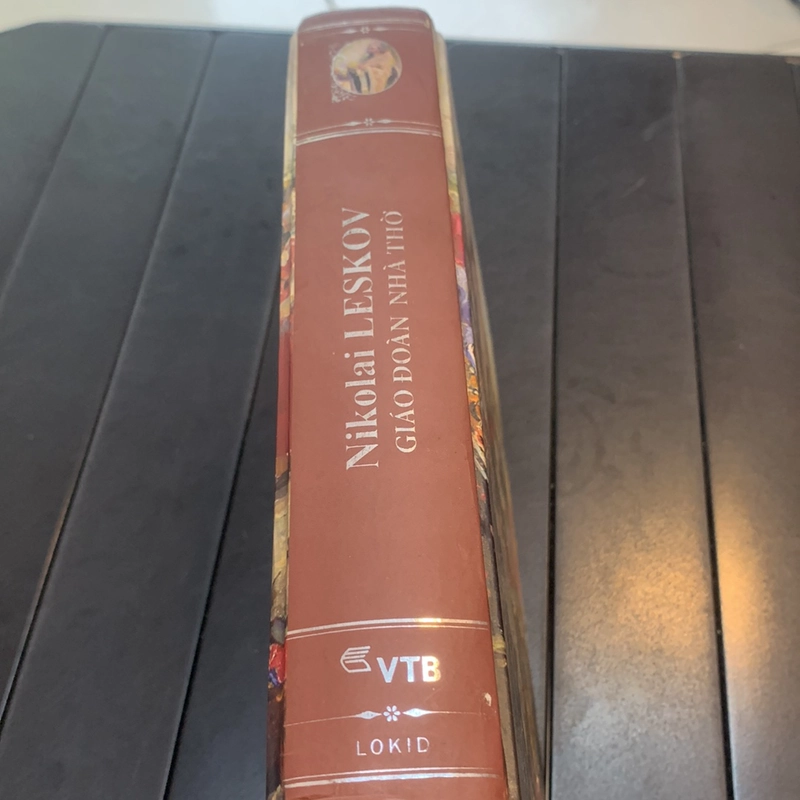 Nikolai LESKOV
GIÁO ĐOÀN NHÀ THỜ
VTB
LOKID